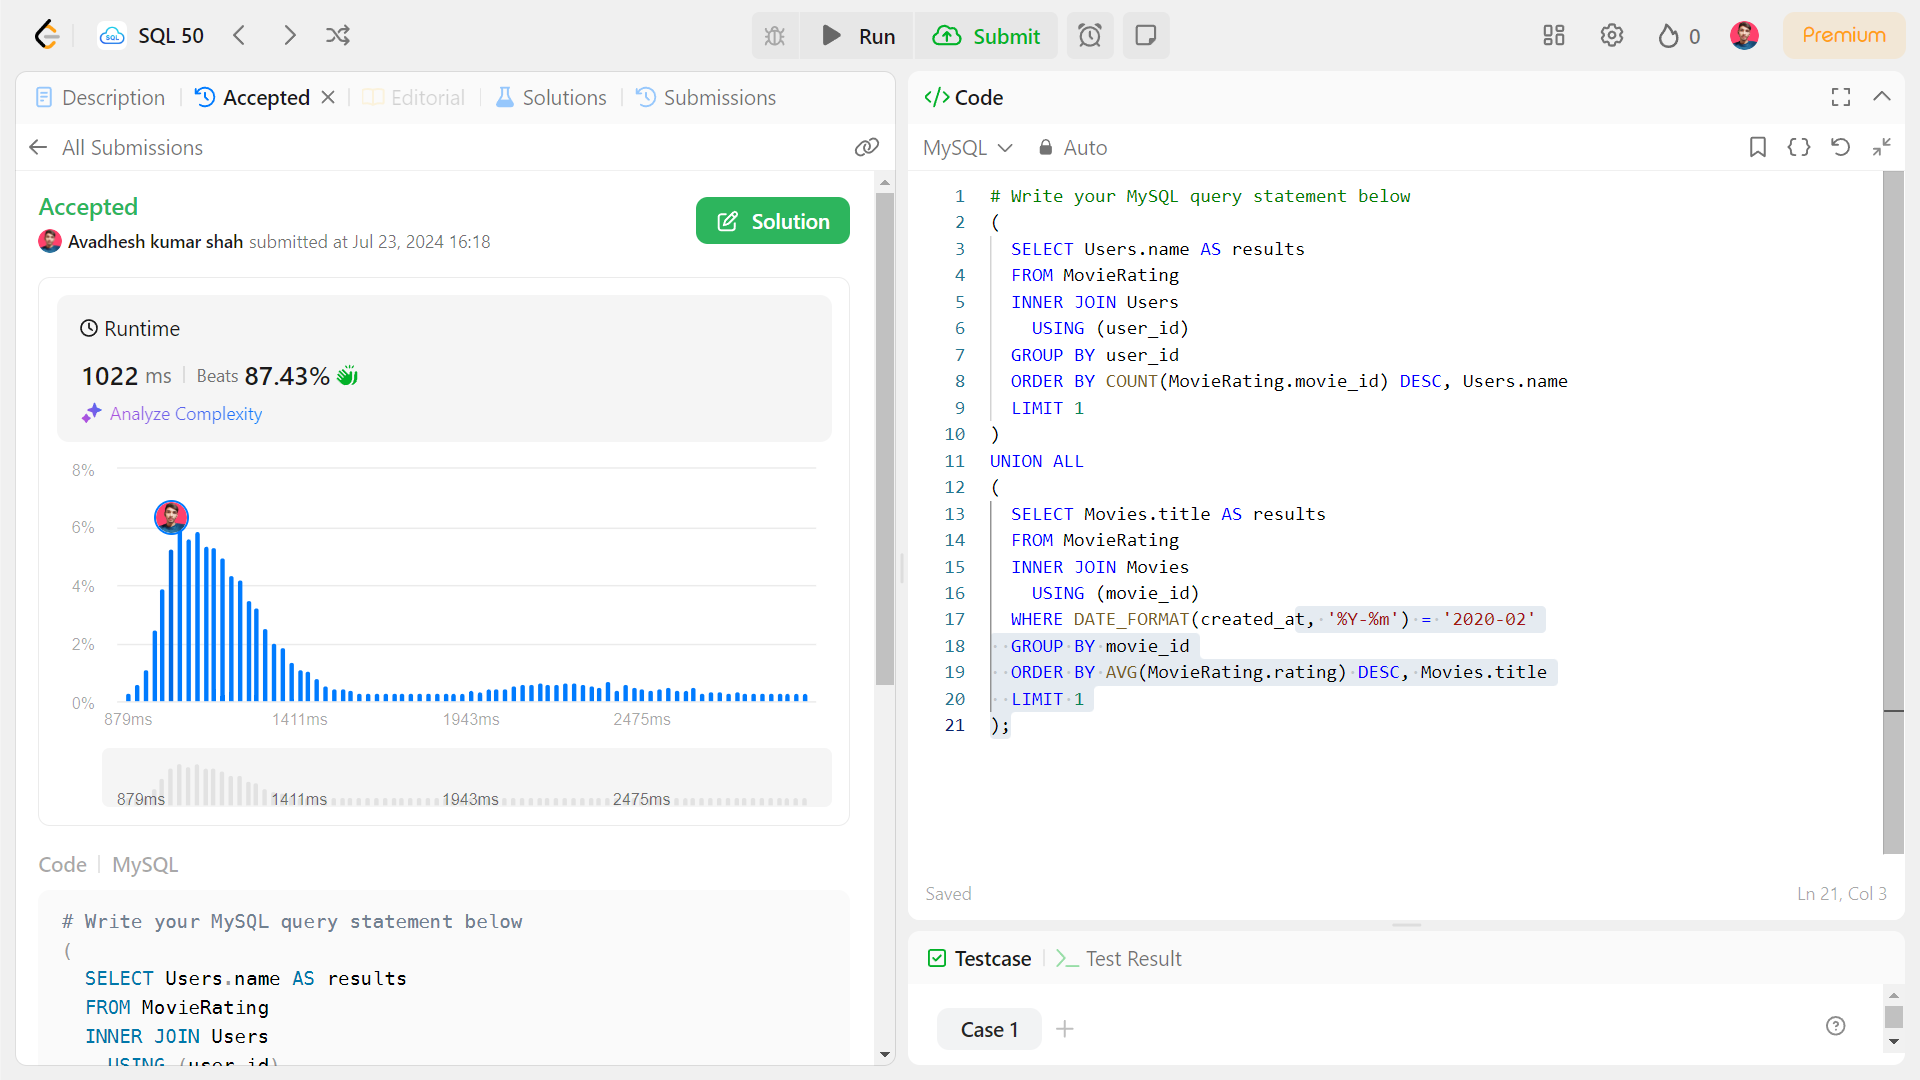 SQL 50
Run
Submit
0
Premium
Description
Accepted
Editorial
Solutions
Submissions
All Submissions
Accepted
Avadhesh kumar shah submitted at Jul 23, 2024 16:18
Solution
Runtime
1022 ms
Beats 87.43%
Analyze Complexity
8%
6%
4%
2%
0%
879ms 1411ms 1943ms 2475ms
879ms 1411ms 1943ms 2475ms
Code
MySQL
# Write your MySQL query statement below
(
SELECT Users.name AS results
FROM MovieRating
INNER JOIN Users
USING (user_id)
Code
MySQL
Auto
1 # Write your MySQL query statement below
2 (
3 SELECT Users.name AS results
4 FROM MovieRating
5 INNER JOIN Users
6 USING (user_id)
7 GROUP BY user_id
8 ORDER BY COUNT(MovieRating.movie_id) DESC, Users.name
9 LIMIT 1
10 )
11 UNION ALL
12 (
13 SELECT Movies.title AS results
14 FROM MovieRating
15 INNER JOIN Movies
16 USING (movie_id)
17 WHERE DATE_FORMAT(created_at, '%Y-%m') = '2020-02'
18 GROUP BY movie_id
19 ORDER BY AVG(MovieRating.rating) DESC, Movies.title
20 LIMIT 1
21 );
Saved
Ln 21, Col 3
Testcase
Test Result
Case 1